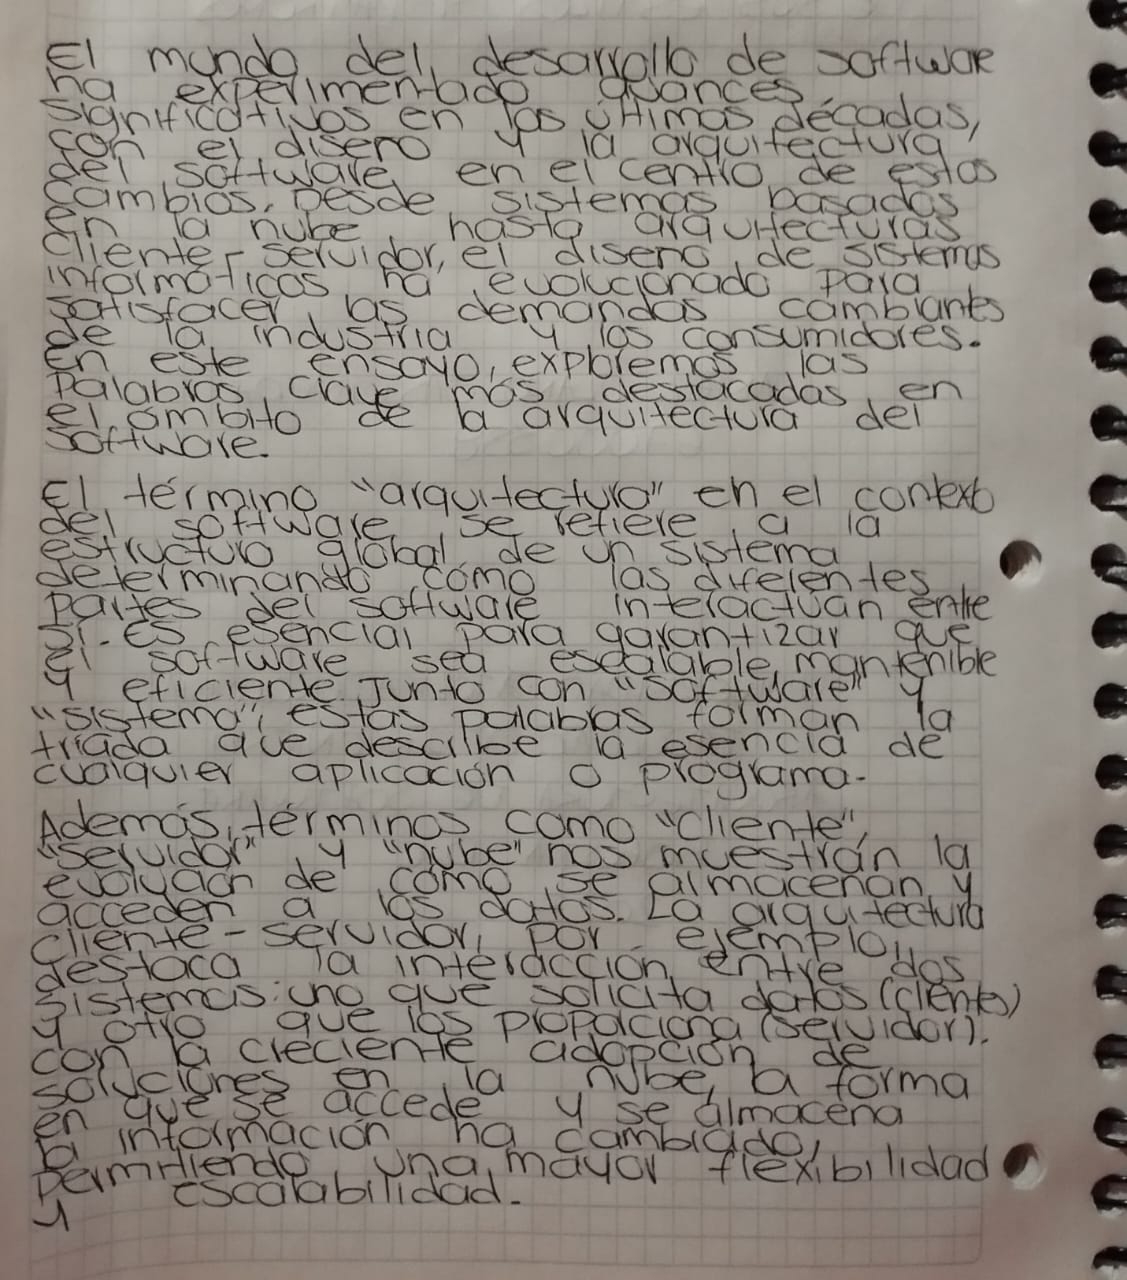 El mundo del desarrollo de software
ha experimentado avances
significativos en las últimas décadas,
con el diseño y la arquitectura
del software en el centro de estos
cambios. Desde sistemas basados
en la nube hasta arquitecturas
cliente-servidor, el diseño de sistemas
informáticos ha evolucionado para
satisfacer las demandas cambiantes
de la industria y los consumidores.
En este ensayo, exploremos las
palabras clave más destacadas en
el ámbito de la arquitectura del
software.
El término "arquitectura" en el contexto
del software se refiere a la
estructura global de un sistema
determinando cómo las diferentes
partes del software interactúan entre
sí. Es esencial para garantizar que
el software sea escalable, mantenible
y eficiente. Junto con "software" y
"sistema", estas palabras forman la
triada que describe la esencia de
cualquier aplicación o programa.
Además, términos como "cliente",
"servidor" y "nube" nos muestran la
evolución de cómo se almacenan y
acceden a los datos. La arquitectura
cliente-servidor, por ejemplo,
destaca la interacción entre dos
sistemas: uno que solicita datos (cliente)
y otro que los proporciona (servidor).
con la creciente adopción de
soluciones en la nube, la forma
en que se accede y se almacena
la información ha cambiado,
permitiendo una mayor flexibilidad
y escalabilidad.